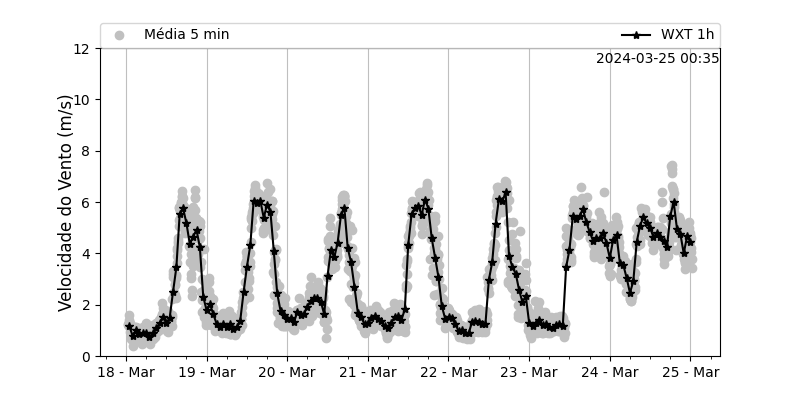 Média 5 min
WXT 1h
2024-03-25 00:35
Velocidade do Vento (m/s)
12
10
8
6
4
2
0
18 - Mar
19 - Mar
20 - Mar
21 - Mar
22 - Mar
23 - Mar
24 - Mar
25 - Mar